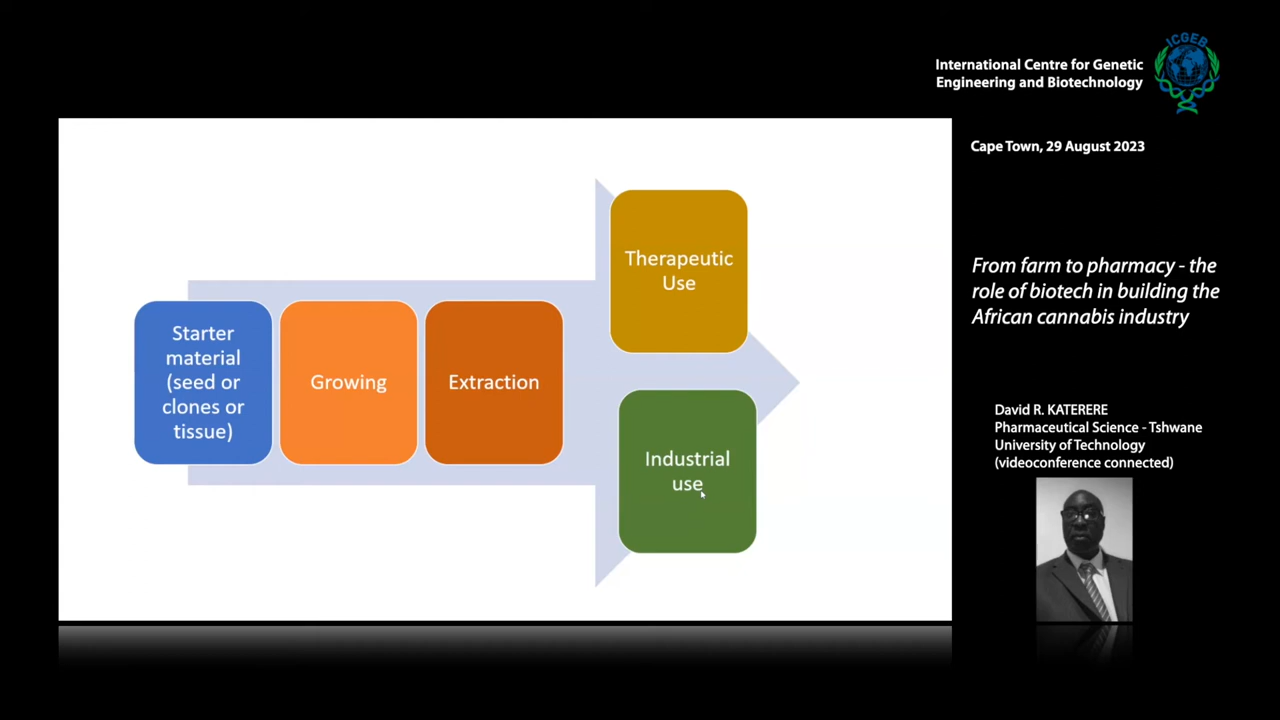 ICGEB
International Centre for Genetic
Engineering and Biotechnology
Cape Town, 29 August 2023
Therapeutic
Use
Starter
material
(seed or
clones or
tissue)
Growing
Extraction
Industrial
use
From farm to pharmacy - the
role of biotech in building the
African cannabis industry
David R. KATERERE
Pharmaceutical Science - Tshwane
University of Technology
(videoconference connected)